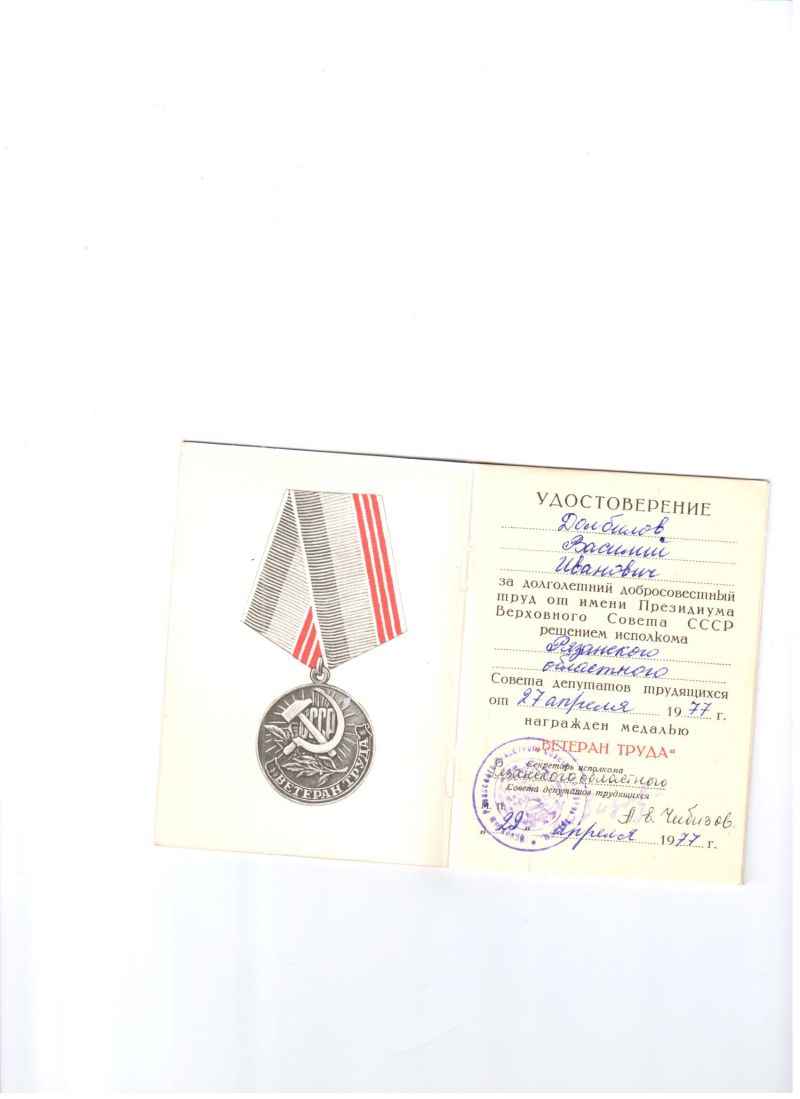 СССР
ВЕТЕРАН ТРУДА
УДОСТОВЕРЕНИЕ
Долбилов
Василий
Иванович
за долголетний добросовестный
труд от имени Президиума
Верховного Совета СССР
решением исполкома
Рязанского
областного
Совета депутатов трудящихся
от 27 апреля 1977 г.
награжден медалью
„ВЕТЕРАН ТРУДА“
Секретарь исполкома
Рязанского областного
Совета депутатов трудящихся
М. П.
Чибизов.
„29“ апреля 1977 г.